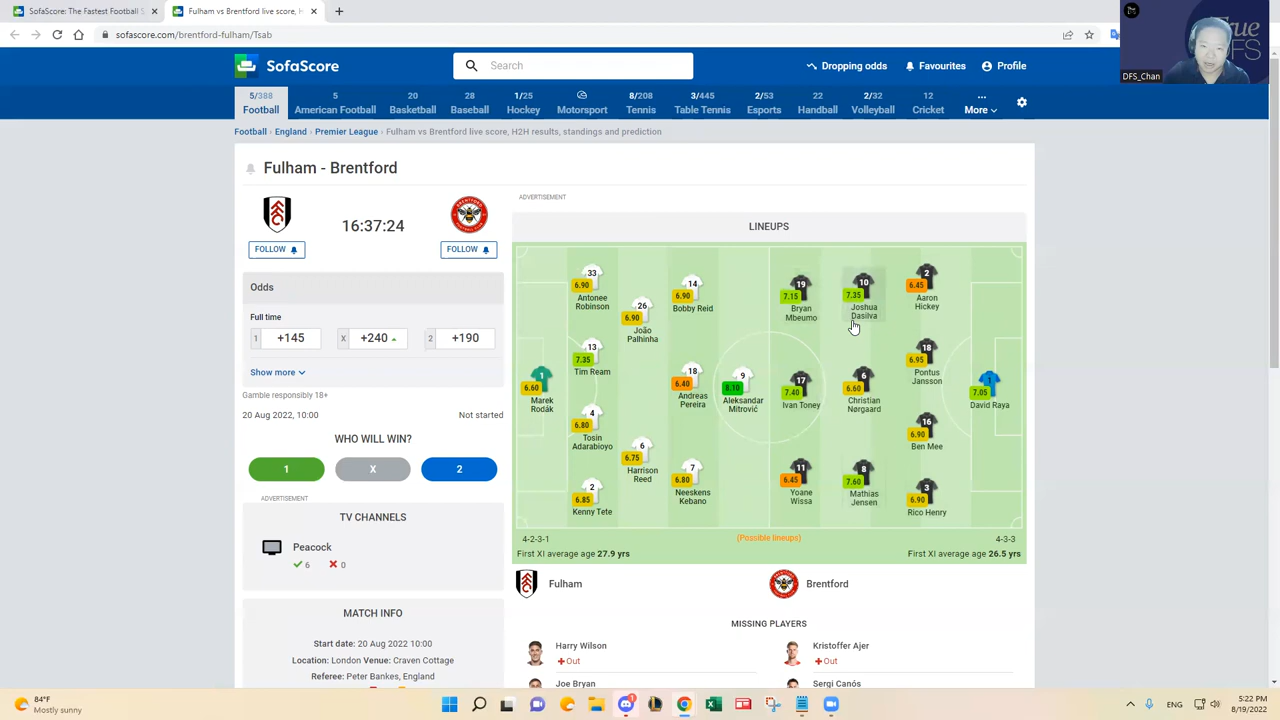 SofaScore: The Fastest Football S
Fulham vs Brentford live score, H
sofascore.com/brentford-fulham/Tsab
True
DFS
DFS_Chan
SofaScore
Search
Dropping odds
Favourites
Profile
5/388
Football
5
American Football
20
Basketball
28
Baseball
1/25
Hockey
Motorsport
8/208
Tennis
3/445
Table Tennis
2/53
Esports
22
Handball
2/32
Volleyball
12
Cricket
...
More
Football · England · Premier League · Fulham vs Brentford live score, H2H results, standings and prediction
Fulham - Brentford
16:37:24
FOLLOW
FOLLOW
Odds
Full time
1 +145
X +240
2 +190
Show more
Gamble responsibly 18+
20 Aug 2022, 10:00
Not started
WHO WILL WIN?
1
X
2
ADVERTISEMENT
TV CHANNELS
Peacock
6
0
MATCH INFO
Start date: 20 Aug 2022 10:00
Location: London Venue: Craven Cottage
Referee: Peter Bankes, England
ADVERTISEMENT
LINEUPS
1
6.60
Marek
Rodák
33
6.90
Antonee
Robinson
13
7.35
Tim Ream
4
6.80
Tosin
Adarabioyo
2
6.85
Kenny Tete
26
6.90
João
Palhinha
6
6.75
Harrison
Reed
14
6.90
Bobby Reid
18
6.40
Andreas
Pereira
7
6.80
Neeskens
Kebano
9
8.10
Aleksandar
Mitrović
19
7.15
Bryan
Mbeumo
17
7.40
Ivan Toney
11
6.45
Yoane
Wissa
10
7.35
Joshua
Dasilva
6
6.60
Christian
Nørgaard
8
7.60
Mathias
Jensen
2
6.45
Aaron
Hickey
18
6.95
Pontus
Jansson
16
6.90
Ben Mee
3
6.90
Rico Henry
1
7.05
David Raya
4-2-3-1
(Possible lineups)
4-3-3
First XI average age 27.9 yrs
First XI average age 26.5 yrs
Fulham
Brentford
MISSING PLAYERS
Harry Wilson
Out
Kristoffer Ajer
Out
Joe Bryan
Sergi Canós
84°F
Mostly sunny
1
ENG
5:22 PM
8/19/2022